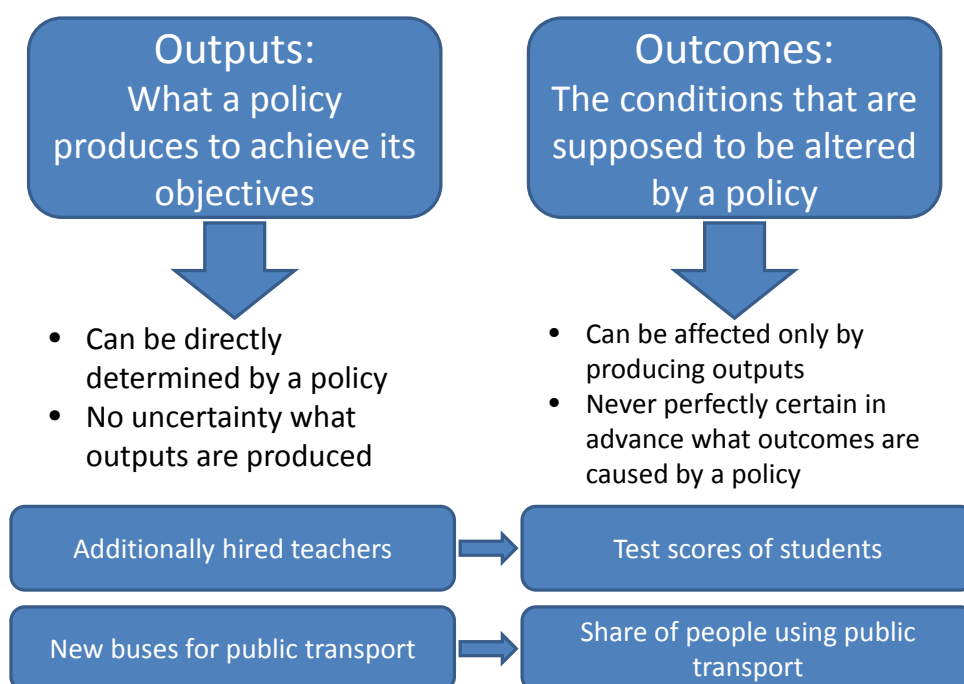 Outputs:
What a policy
produces to achieve its
objectives
Outcomes:
The conditions that are
supposed to be altered
by a policy
• Can be directly
determined by a policy
• No uncertainty what
outputs are produced
• Can be affected only by
producing outputs
• Never perfectly certain in
advance what outcomes are
caused by a policy
Additionally hired teachers
Test scores of students
New buses for public transport
Share of people using public
transport